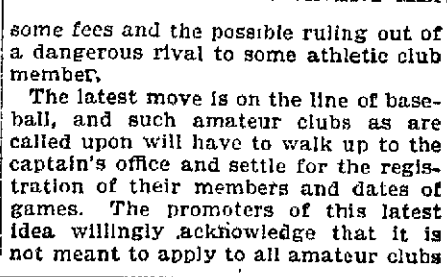 some fees and the possible ruling out of
a dangerous rival to some athletic club
member.
The latest move is on the line of base-
ball, and such amateur clubs as are
called upon will have to walk up to the
captain's office and settle for the regis-
tration of their members and dates of
games. The promoters of this latest
idea willingly acknowledge that it is
not meant to apply to all amateur clubs